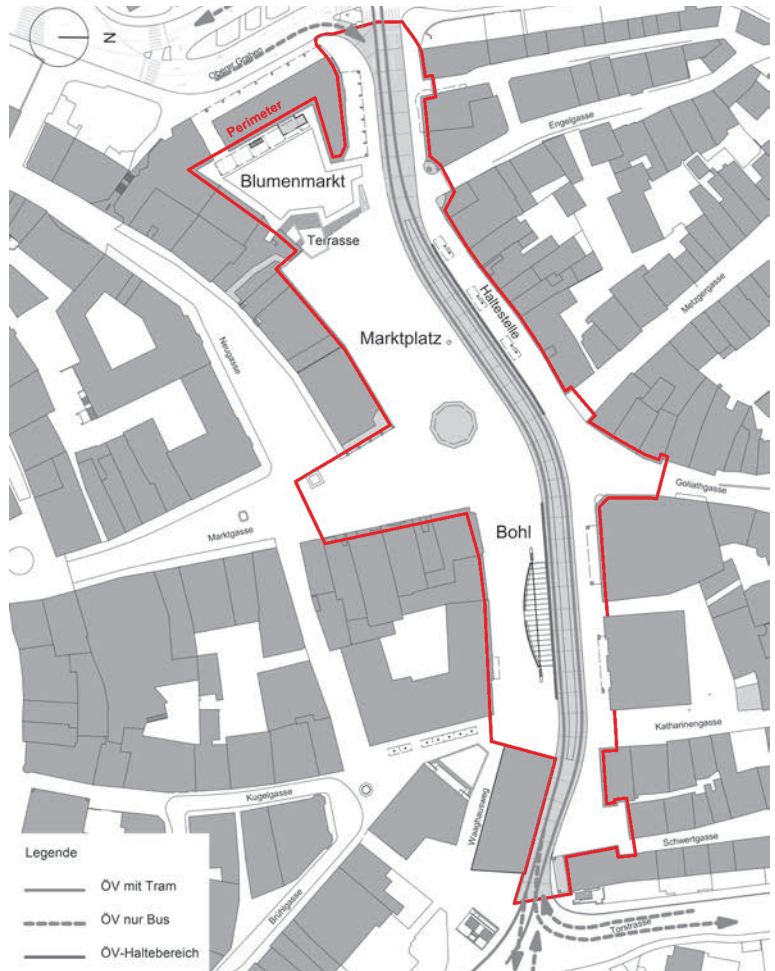 N
Oberer Graben
Perimeter
Engelgasse
Blumenmarkt
Terrasse
Haltestelle
Metzgergasse
Marktplatz
Neugasse
Goliathgasse
Marktgasse
Bohl
Katharinengasse
Kugelgasse
Waaghausweg
Schwertgasse
Legende
ÖV mit Tram
ÖV nur Bus
ÖV-Haltebereich
Brühlgasse
Torstrasse